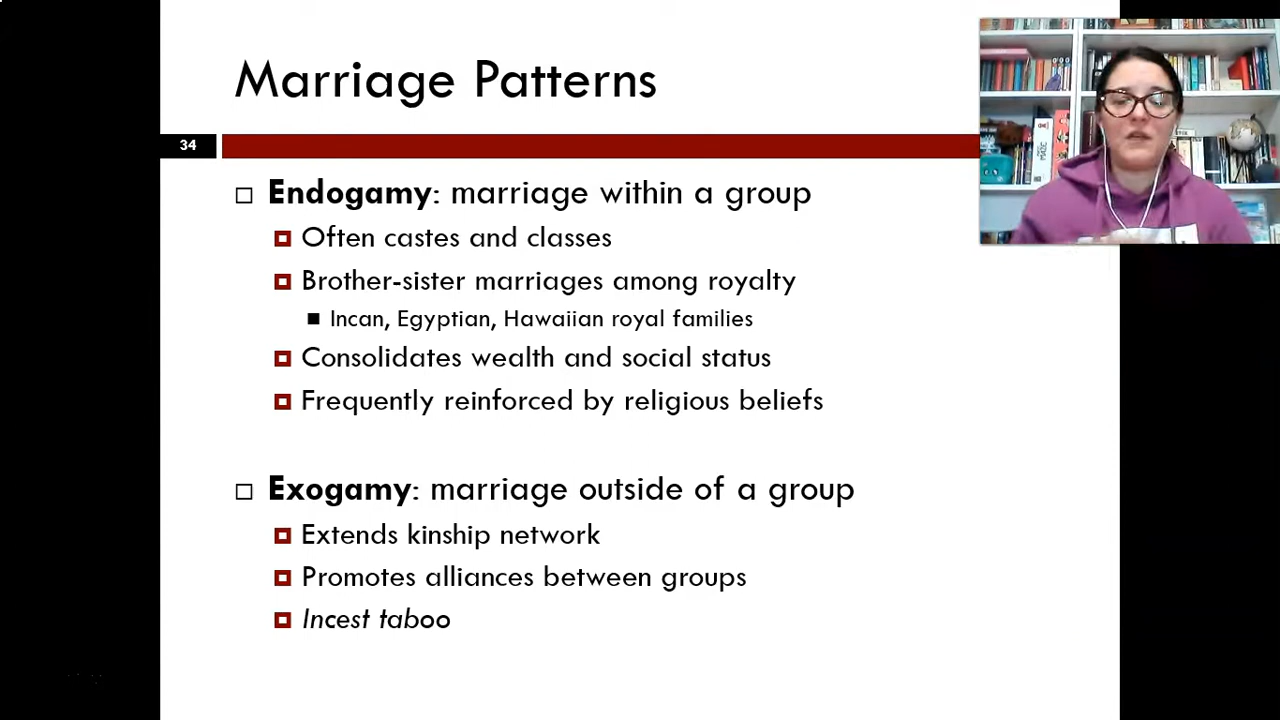 Marriage Patterns
34
Endogamy: marriage within a group
Often castes and classes
Brother-sister marriages among royalty
Incan, Egyptian, Hawaiian royal families
Consolidates wealth and social status
Frequently reinforced by religious beliefs
Exogamy: marriage outside of a group
Extends kinship network
Promotes alliances between groups
Incest taboo